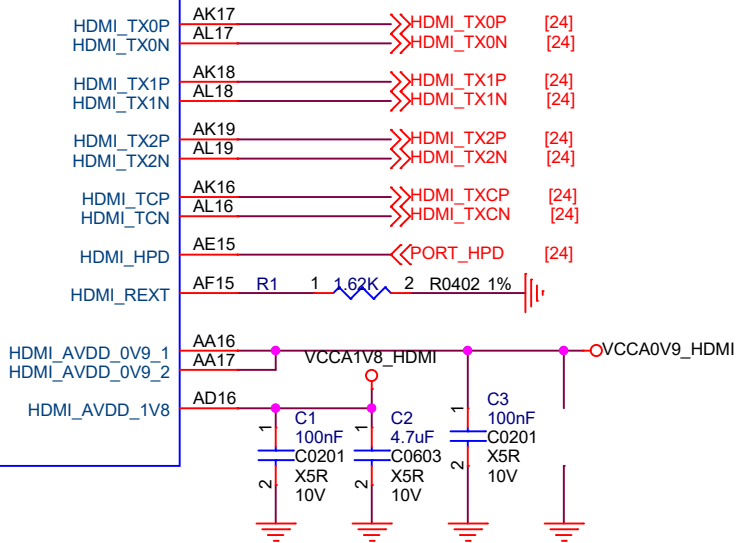 HDMI_TX0P AK17 HDMI_TX0P [24]
HDMI_TX0N AL17 HDMI_TX0N [24]
HDMI_TX1P AK18 HDMI_TX1P [24]
HDMI_TX1N AL18 HDMI_TX1N [24]
HDMI_TX2P AK19 HDMI_TX2P [24]
HDMI_TX2N AL19 HDMI_TX2N [24]
HDMI_TCP AK16 HDMI_TXCP [24]
HDMI_TCN AL16 HDMI_TXCN [24]
HDMI_HPD AE15 PORT_HPD [24]
HDMI_REXT AF15 R1 1 1.62K 2 R0402 1%
HDMI_AVDD_0V9_1 AA16 VCCA0V9_HDMI
HDMI_AVDD_0V9_2 AA17 VCCA1V8_HDMI
HDMI_AVDD_1V8 AD16
1 C1
100nF
C0201
2 X5R
10V
1 C2
4.7uF
C0603
2 X5R
10V
1 C3
100nF
C0201
2 X5R
10V